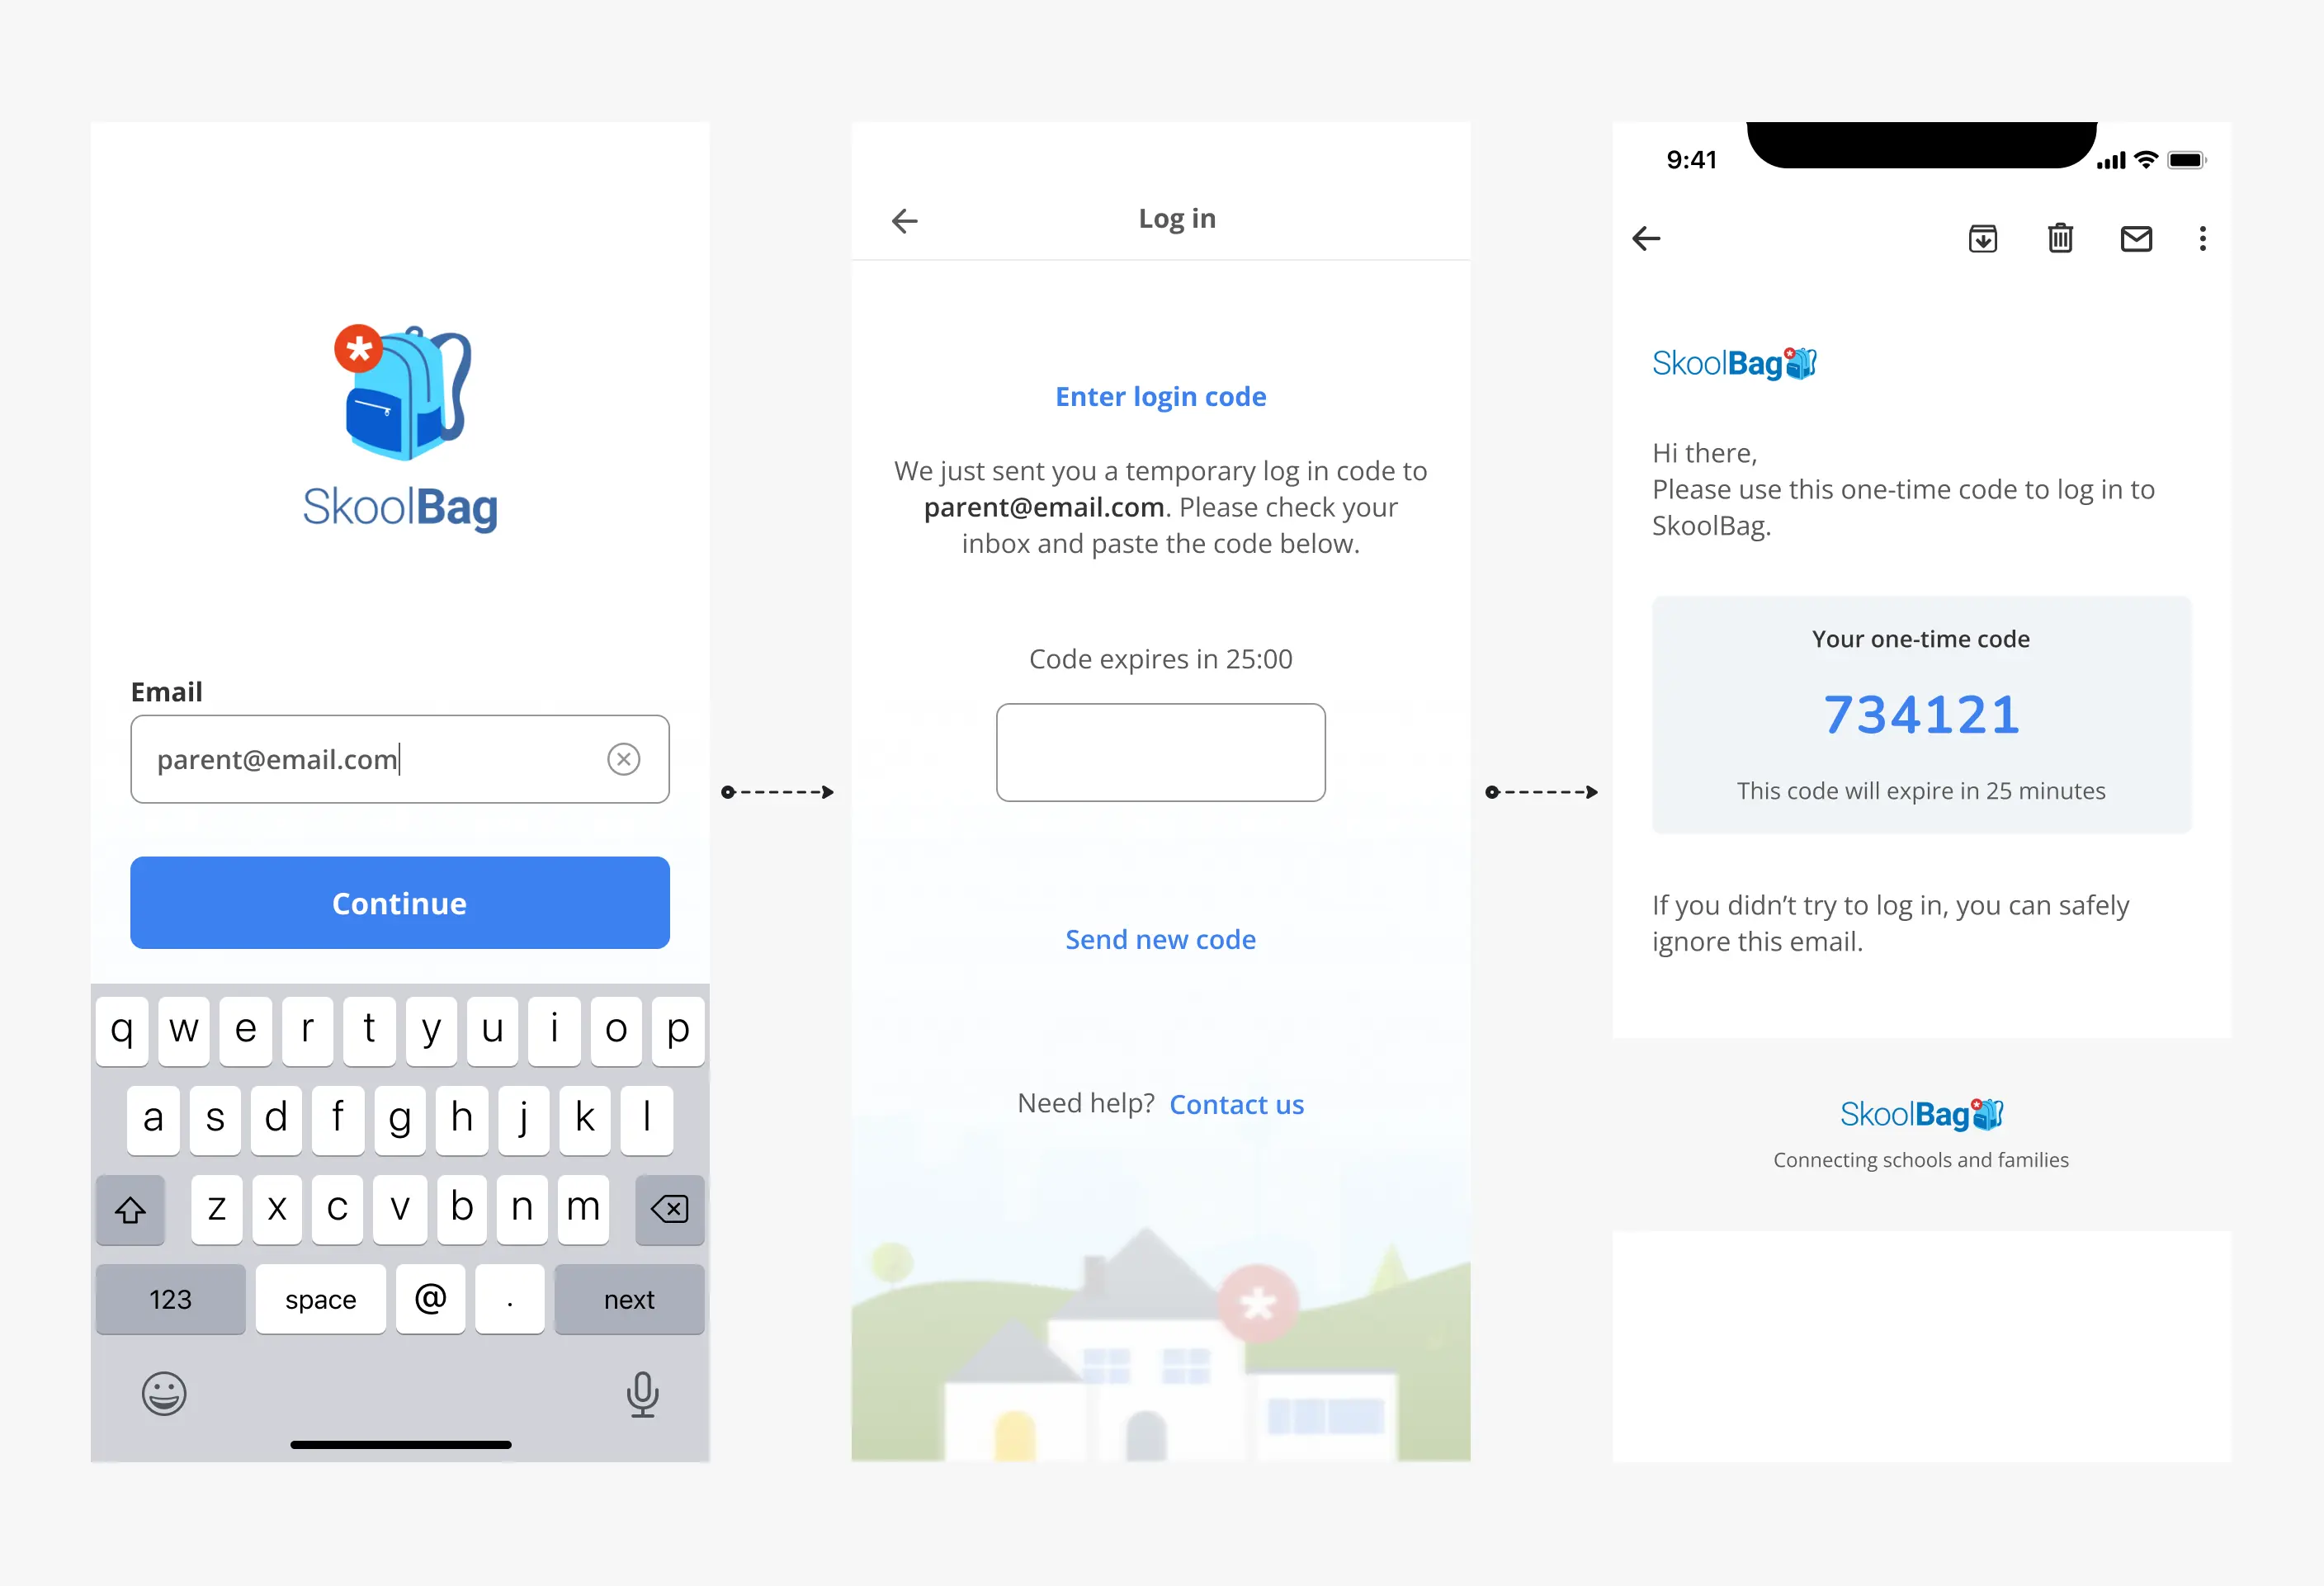 SkoolBag
Email
parent@email.com
Continue
q w e r t y u i o p
a s d f g h j k l
z x c v b n m
123 space @ . next
Log in
Enter login code
We just sent you a temporary log in code to
parent@email.com. Please check your
inbox and paste the code below.
Code expires in 25:00
Send new code
Need help? Contact us
9:41
SkoolBag
Hi there,
Please use this one-time code to log in to
SkoolBag.
Your one-time code
734121
This code will expire in 25 minutes
If you didn’t try to log in, you can safely
ignore this email.
SkoolBag
Connecting schools and families